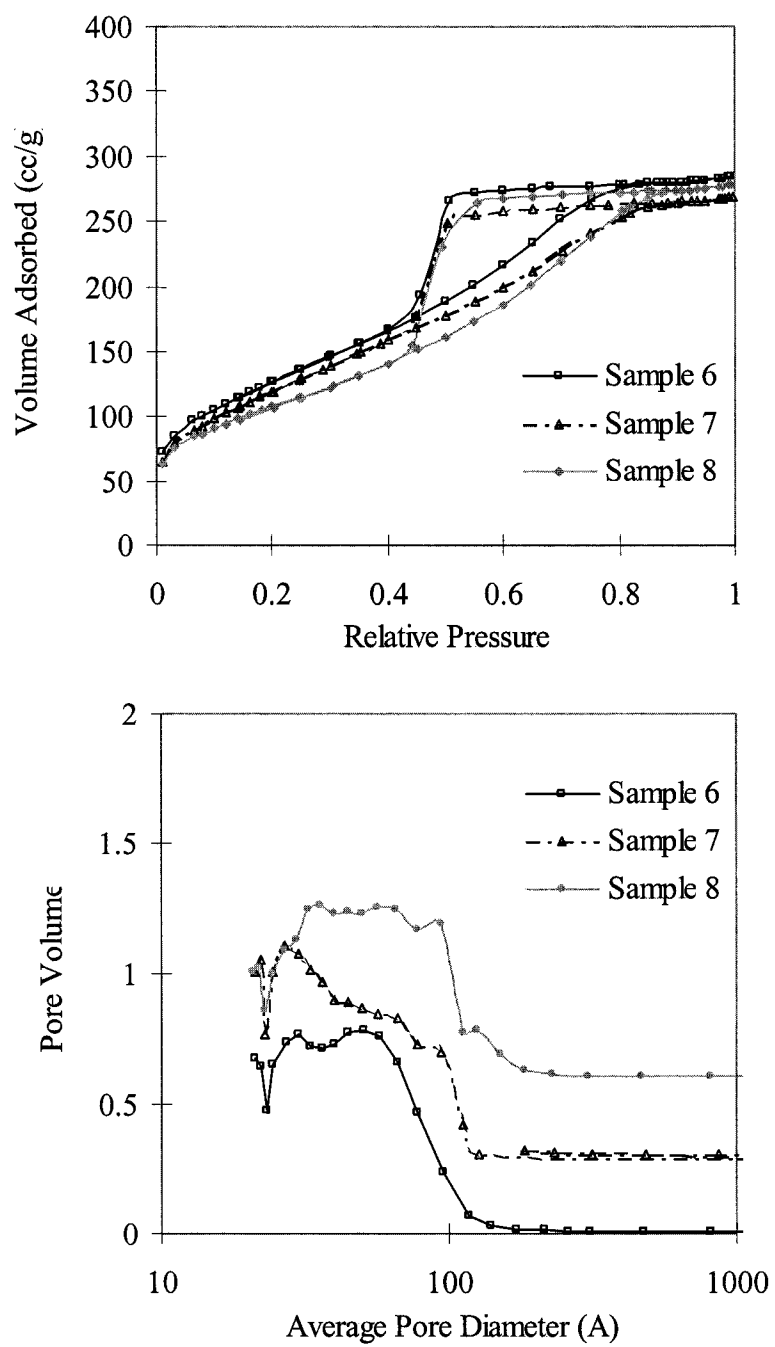 400
350
300
250
200
150
100
50
0
Volume Adsorbed (cc/g
Sample 6
Sample 7
Sample 8
0 0.2 0.4 0.6 0.8 1
Relative Pressure
2
1.5
1
0.5
0
Pore Volume
Sample 6
Sample 7
Sample 8
10 100 1000
Average Pore Diameter (A)